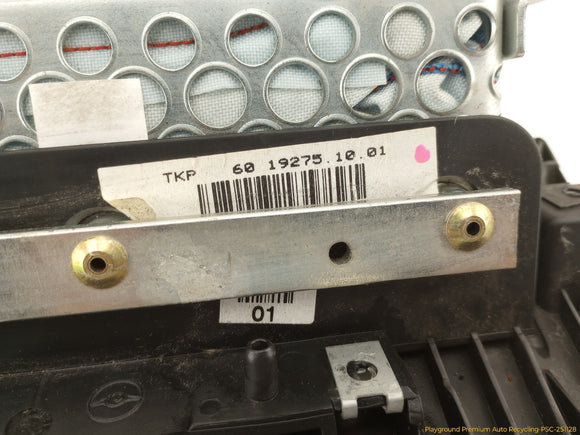 TKP 60 19275.10.01
01
Playground Premium Auto Recycling-PSC-251128